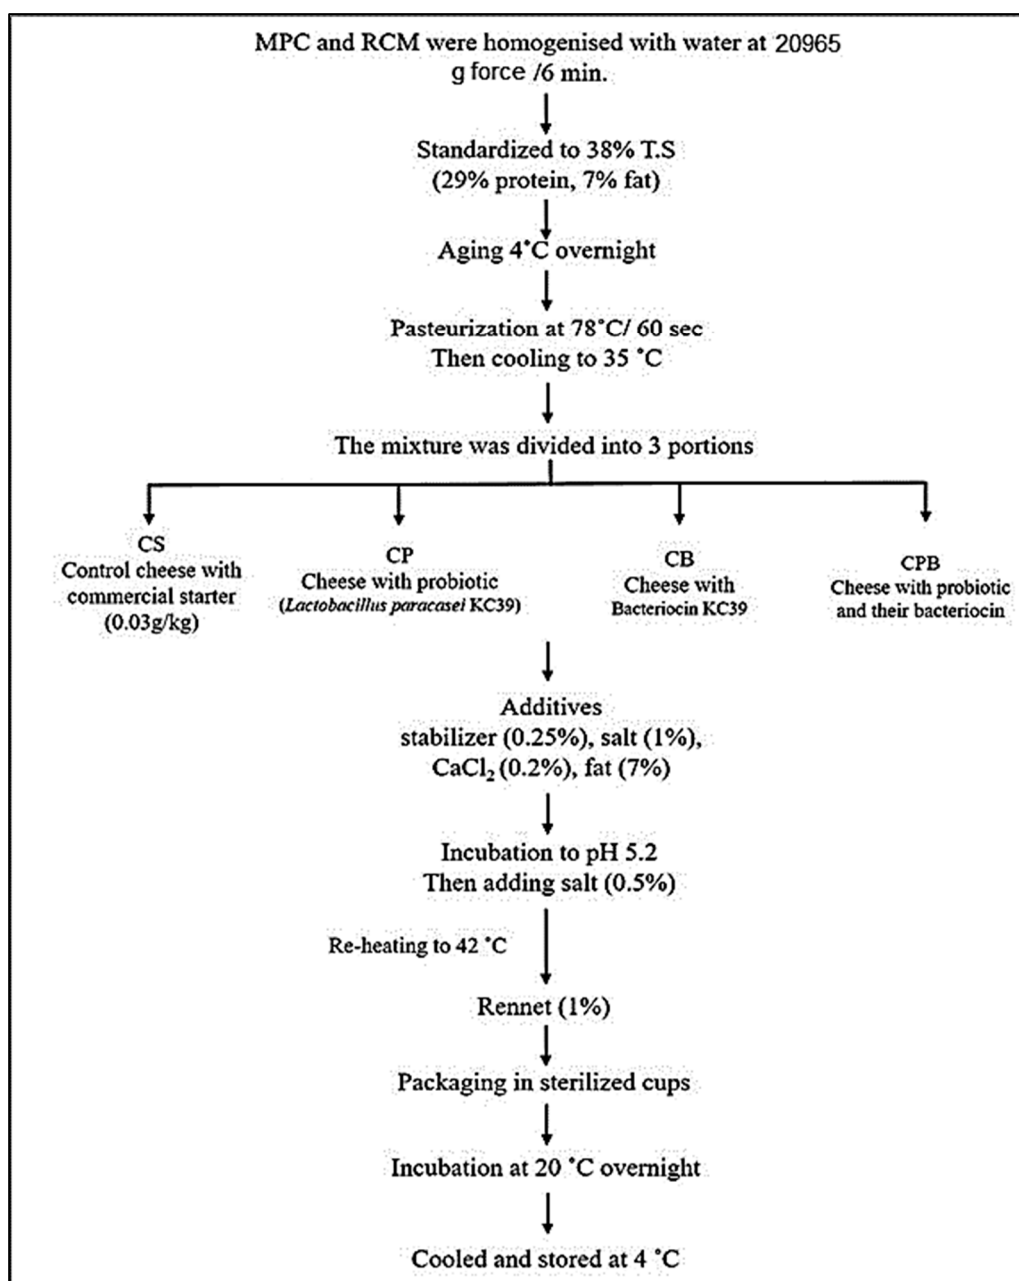 MPC and RCM were homogenised with water at 20965
g force /6 min.
Standardized to 38% T.S
(29% protein, 7% fat)
Aging 4˚C overnight
Pasteurization at 78˚C/ 60 sec
Then cooling to 35 ˚C
The mixture was divided into 3 portions
CS
Control cheese with
commercial starter
(0.03g/kg)
CP
Cheese with probiotic
(Lactobacillus paracasei KC39)
CB
Cheese with
Bacteriocin KC39
CPB
Cheese with probiotic
and their bacteriocin
Additives
stabilizer (0.25%), salt (1%),
CaCl₂ (0.2%), fat (7%)
Incubation to pH 5.2
Then adding salt (0.5%)
Re-heating to 42 ˚C
Rennet (1%)
Packaging in sterilized cups
Incubation at 20 ˚C overnight
Cooled and stored at 4 ˚C